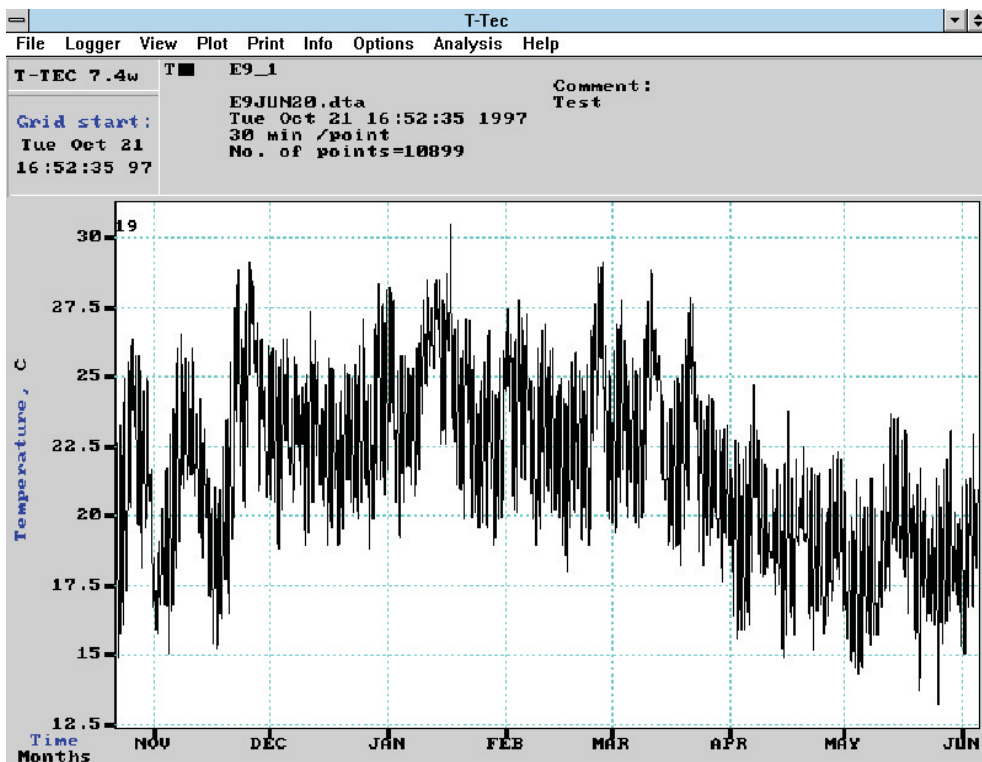 T-Tec
File Logger View Plot Print Info Options Analysis Help
T-TEC 7.4w
Grid start:
Tue Oct 21
16:52:35 97
T E9_1
E9JUN20.dta
Tue Oct 21 16:52:35 1997
30 min /point
No. of points=10899
Comment:
Test
19
30
27.5
25
22.5
20
17.5
15
12.5
Temperature, C
NOV DEC JAN FEB MAR APR MAY JUN
Time
Months